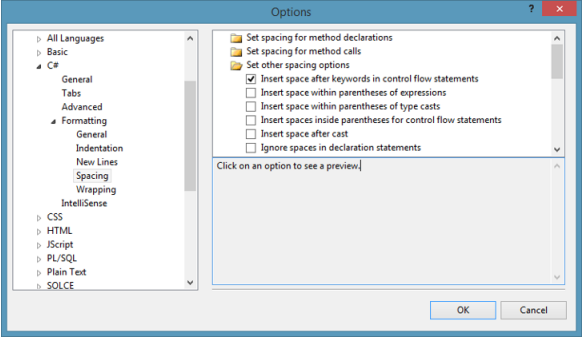 Options
?
All Languages
Basic
C#
General
Tabs
Advanced
Formatting
General
Indentation
New Lines
Spacing
Wrapping
IntelliSense
CSS
HTML
JScript
PL/SQL
Plain Text
SOLCE
Set spacing for method declarations
Set spacing for method calls
Set other spacing options
Insert space after keywords in control flow statements
Insert space within parentheses of expressions
Insert space within parentheses of type casts
Insert spaces inside parentheses for control flow statements
Insert space after cast
Ignore spaces in declaration statements
Click on an option to see a preview.
OK
Cancel